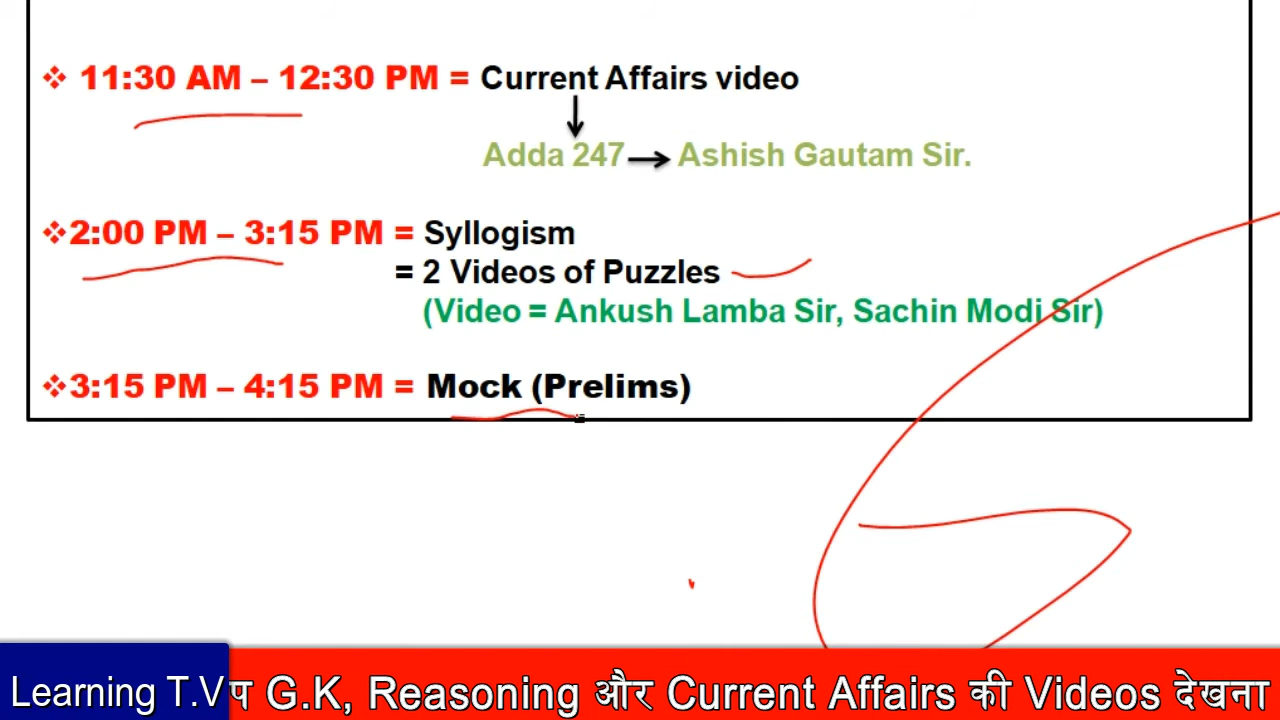 ❖ 11:30 AM – 12:30 PM = Current Affairs video
Adda 247 → Ashish Gautam Sir.
❖2:00 PM – 3:15 PM = Syllogism
= 2 Videos of Puzzles
(Video = Ankush Lamba Sir, Sachin Modi Sir)
❖3:15 PM – 4:15 PM = Mock (Prelims)
Learning T.V प G.K, Reasoning और Current Affairs की Videos देखना